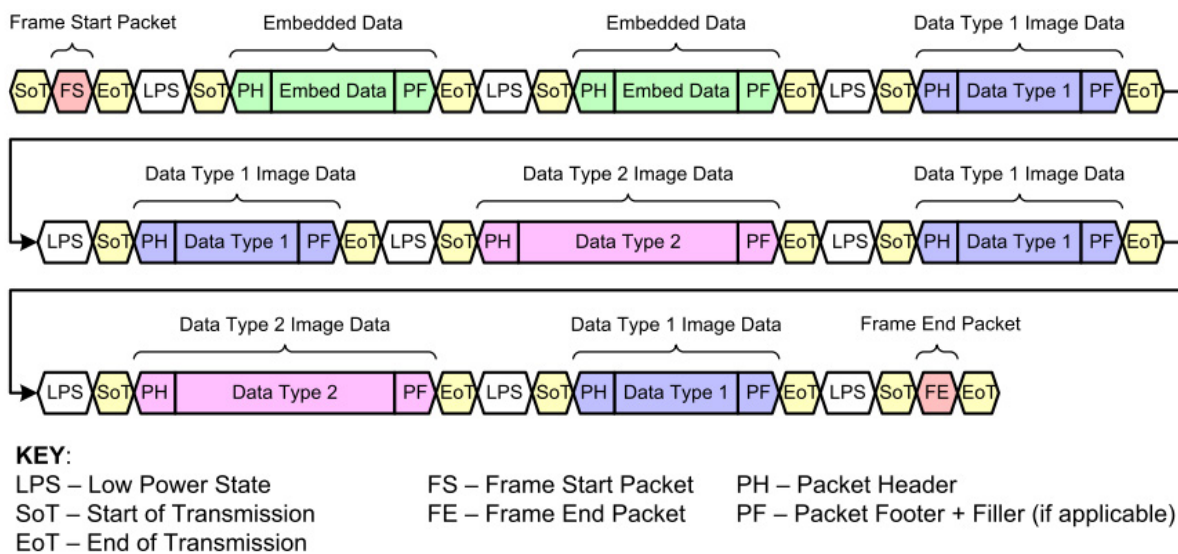 Frame Start Packet Embedded Data Embedded Data Data Type 1 Image Data
SoT FS EoT LPS SoT PH Embed Data PF EoT LPS SoT PH Embed Data PF EoT LPS SoT PH Data Type 1 PF EoT
Data Type 1 Image Data Data Type 2 Image Data Data Type 1 Image Data
LPS SoT PH Data Type 1 PF EoT LPS SoT PH Data Type 2 PF EoT LPS SoT PH Data Type 1 PF EoT
Data Type 2 Image Data Data Type 1 Image Data Frame End Packet
LPS SoT PH Data Type 2 PF EoT LPS SoT PH Data Type 1 PF EoT LPS SoT FE EoT
KEY:
LPS – Low Power State FS – Frame Start Packet PH – Packet Header
SoT – Start of Transmission FE – Frame End Packet PF – Packet Footer + Filler (if applicable)
EoT – End of Transmission